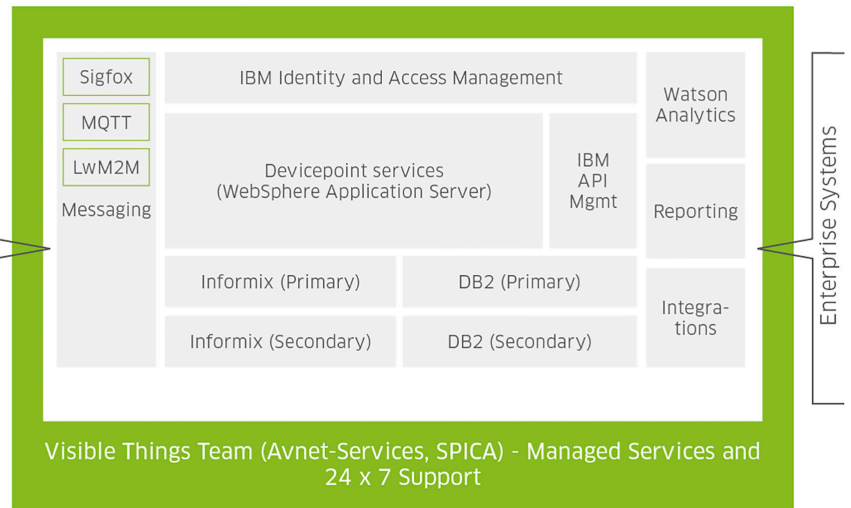 Sigfox
MQTT
LwM2M
Messaging
IBM Identity and Access Management
Devicepoint services
(WebSphere Application Server)
IBM
API
Mgmt
Informix (Primary)
DB2 (Primary)
Informix (Secondary)
DB2 (Secondary)
Watson
Analytics
Reporting
Integra-
tions
Enterprise Systems
Visible Things Team (Avnet-Services, SPICA) - Managed Services and
24 x 7 Support